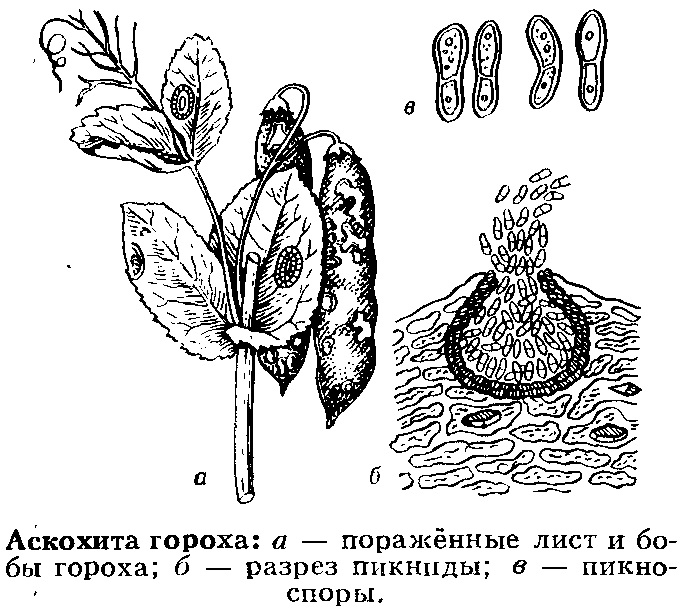 в
а
б
Аскохита гороха: а — поражённые лист и бо-
бы гороха; б — разрез пикниды; в — пикно-
споры.